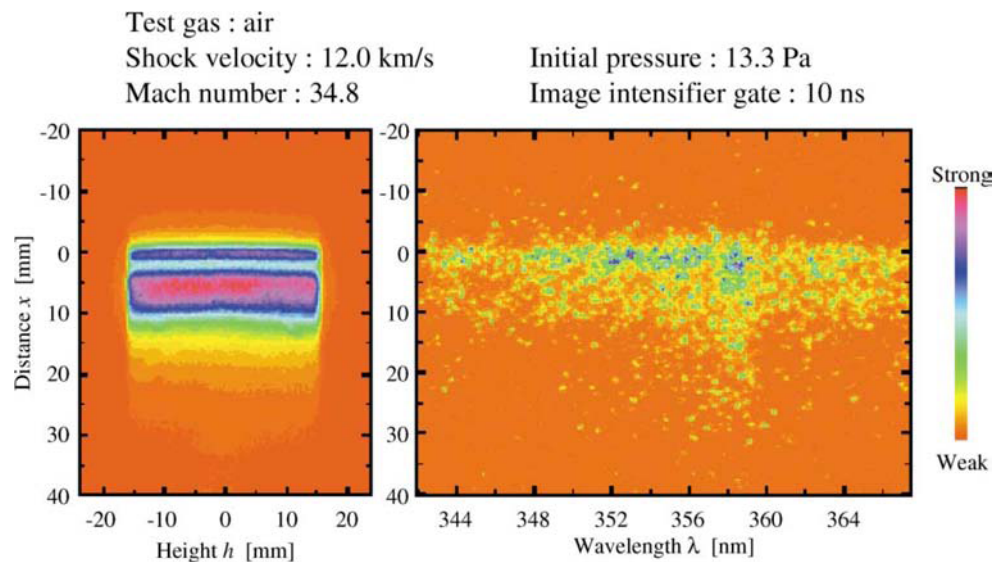 Test gas : air
Shock velocity : 12.0 km/s
Initial pressure : 13.3 Pa
Mach number : 34.8
Image intensifier gate : 10 ns
-20
-10
0
10
20
30
40
Distance x [mm]
-20
-10
0
10
20
Height h [mm]
-20
-10
0
10
20
30
40
344
348
352
356
360
364
Wavelength λ [nm]
Strong
Weak